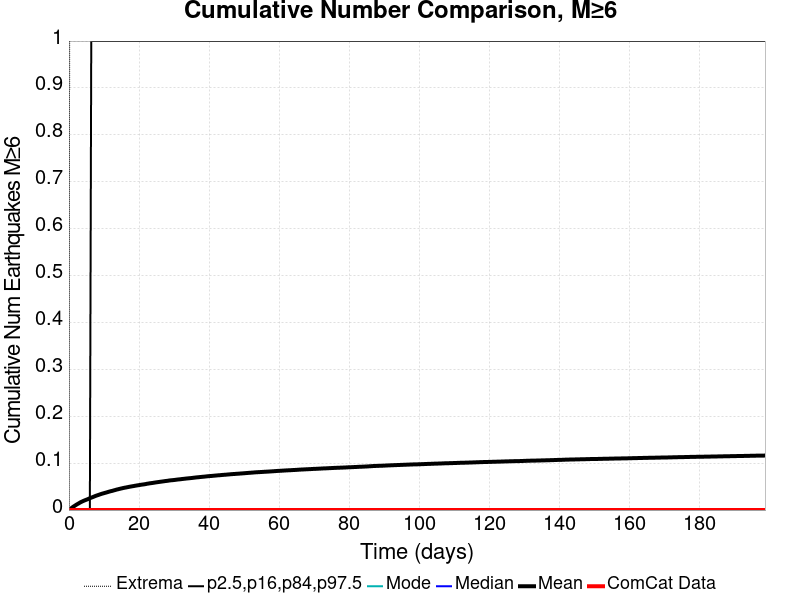 Cumulative Number Comparison, M≥6
Cumulative Num Earthquakes M≥6
1
0.9
0.8
0.7
0.6
0.5
0.4
0.3
0.2
0.1
0
0 20 40 60 80 100 120 140 160 180
Time (days)
Extrema p2.5,p16,p84,p97.5 Mode Median Mean ComCat Data